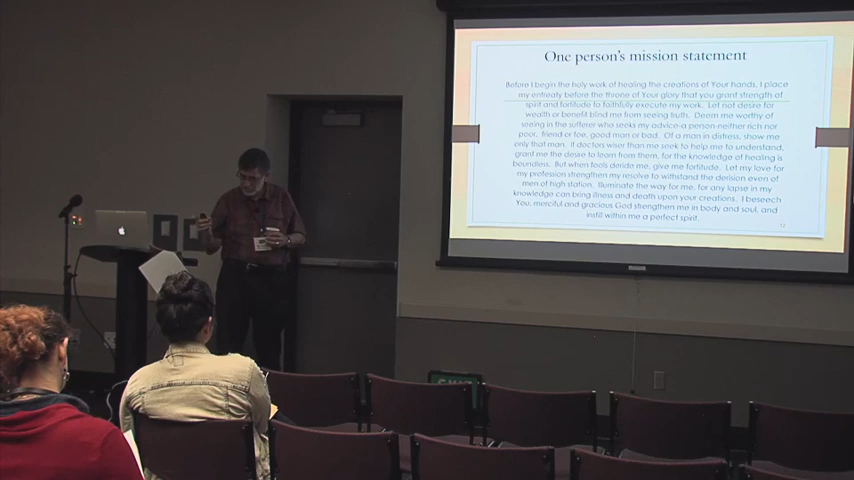 One person's mission statement
Before I begin the holy work of healing the creations of Your hands, I place
my entreaty before the throne of Your glory that you grant strength of
spirit and fortitude to faithfully execute my work. Let not desire for
wealth or benefit blind me from seeing truth. Deem me worthy of
seeing in the sufferer who seeks my advice-a person-neither rich nor
poor, friend or foe, good man or bad. Of a man in distress, show me
only that man. If doctors wiser than me seek to help me to understand,
grant me the desire to learn from them, for the knowledge of healing is
boundless. But when fools deride me, give me fortitude. Let my love for
my profession strengthen my resolve to withstand the derision even of
men of high station. Illuminate the way for me, for any lapse in my
knowledge can bring illness and death upon your creations. I beseech
You, merciful and gracious God strengthen me in body and soul, and
instill within me a perfect spirit.